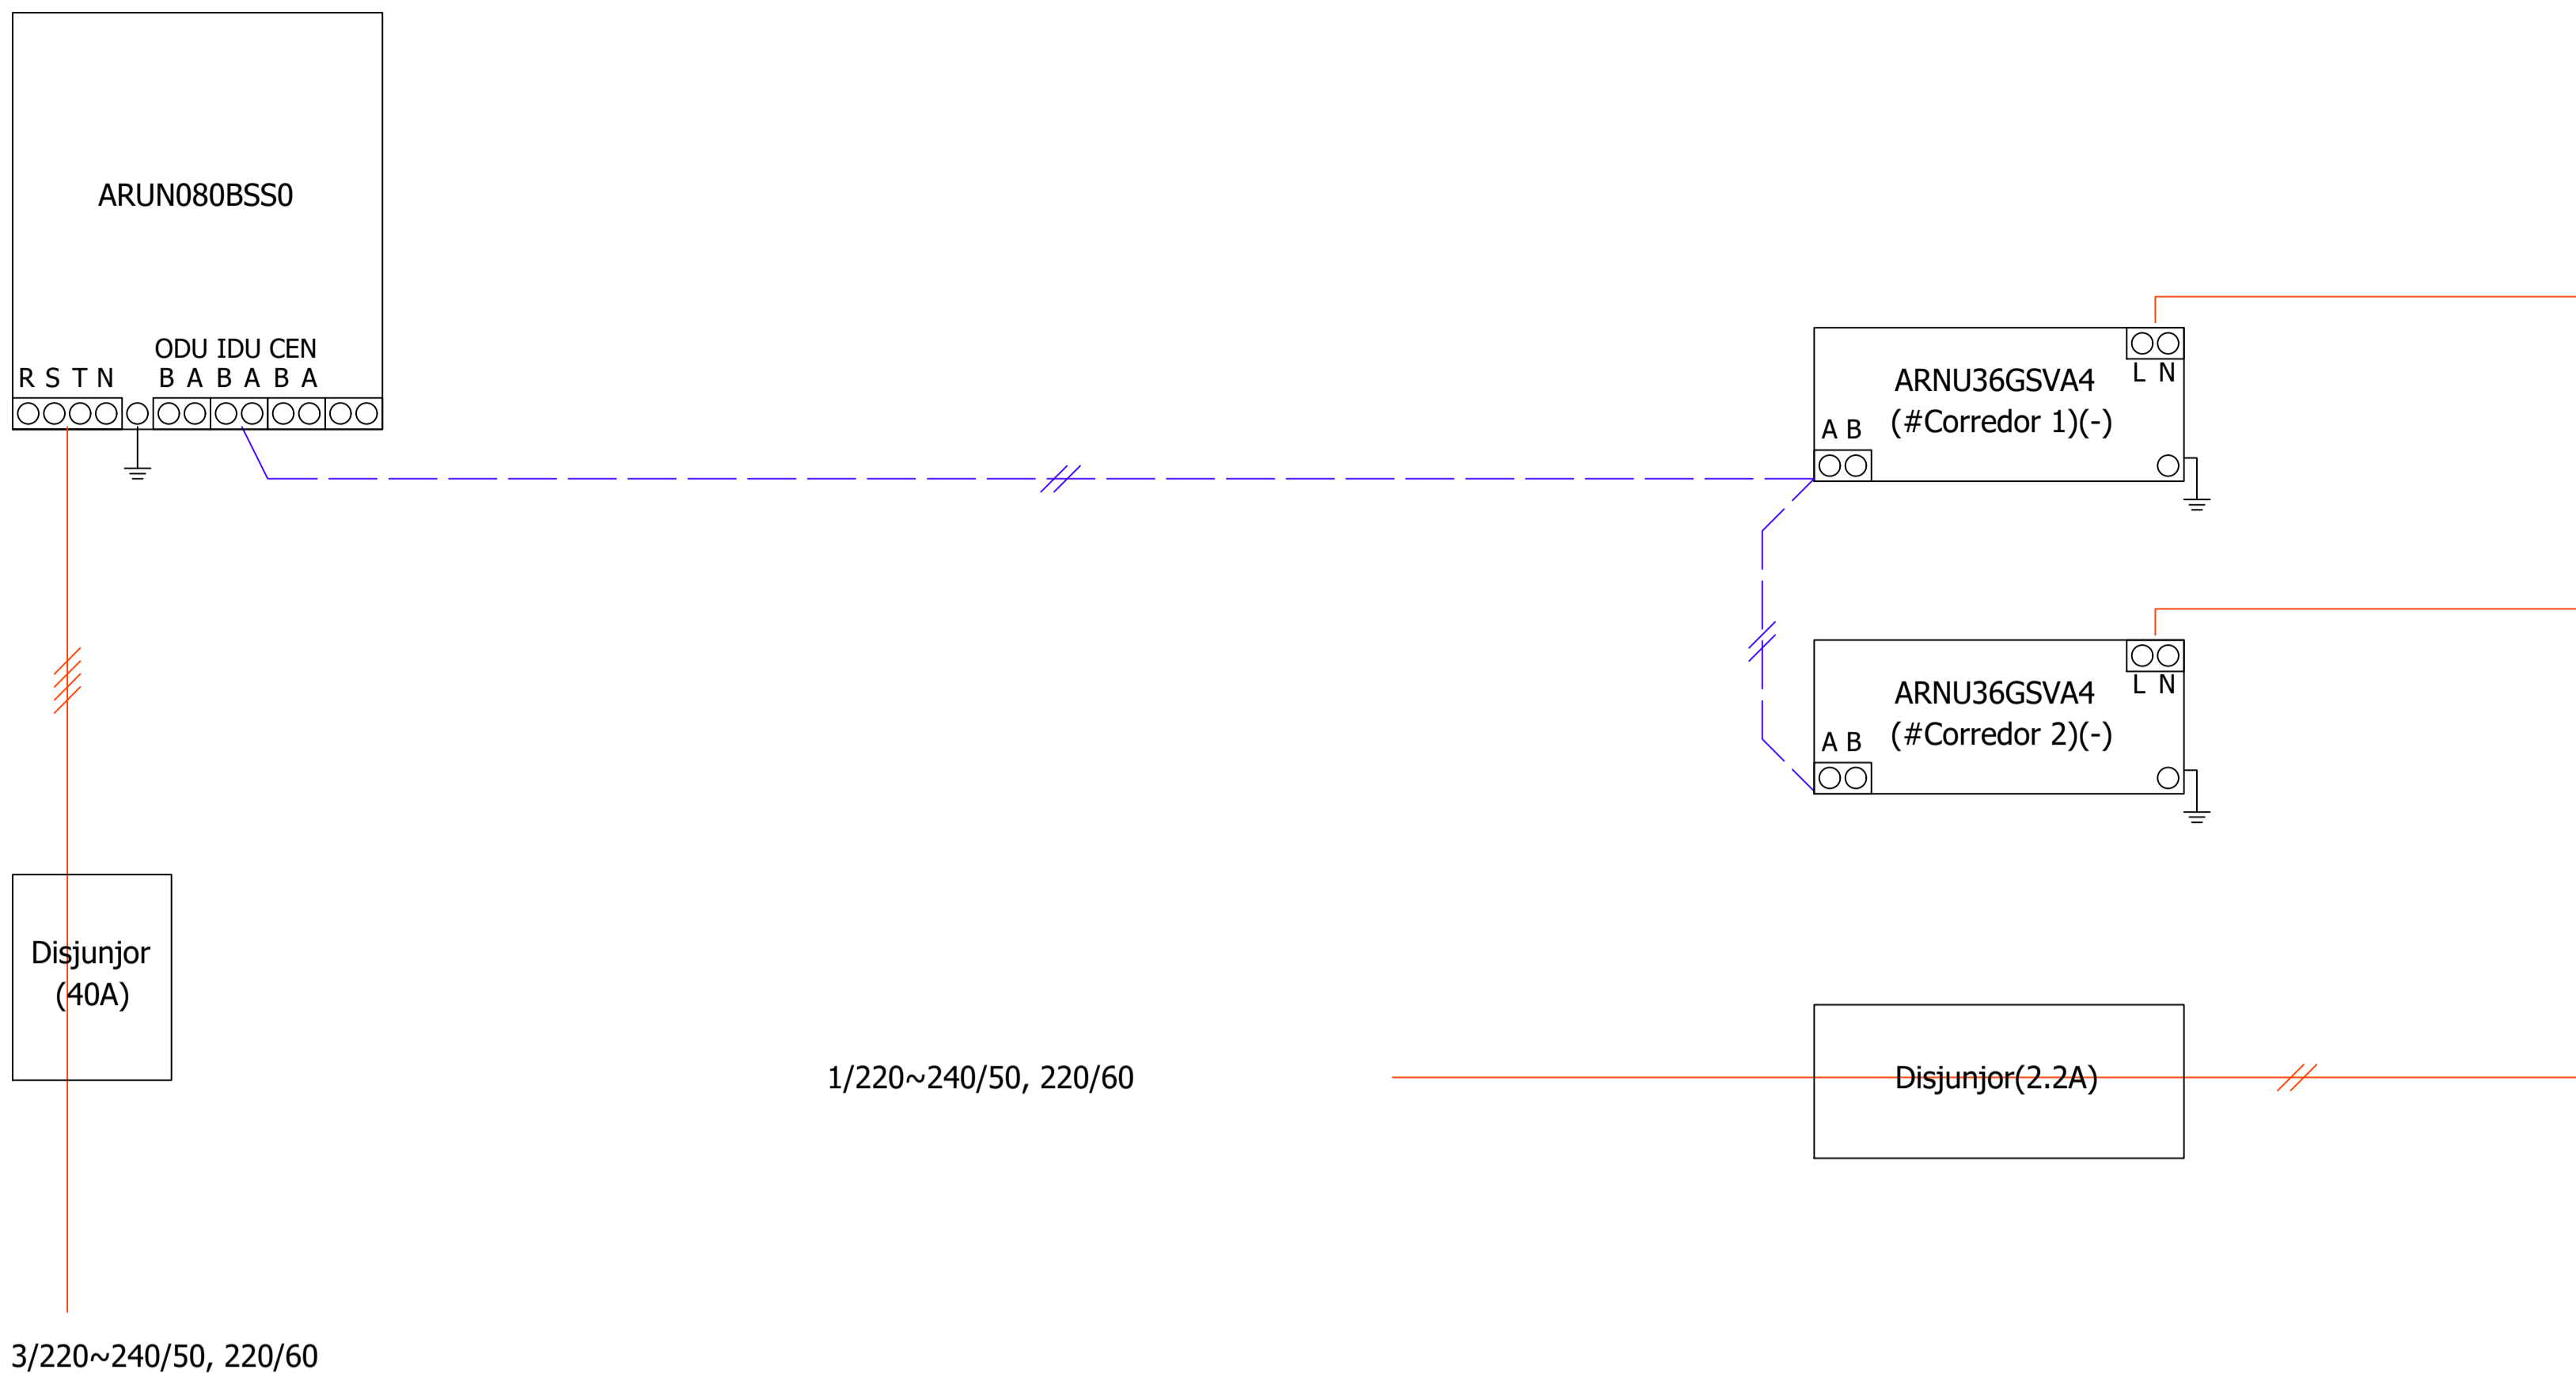 ARUN080BSS0
ODU IDU CEN
R S T N B A B A B A
ARNU36GSVA4
(#Corredor 1)(-)
L N
A B
ARNU36GSVA4
(#Corredor 2)(-)
L N
A B
Disjunjor
(40A)
1/220~240/50, 220/60
Disjunjor(2.2A)
3/220~240/50, 220/60